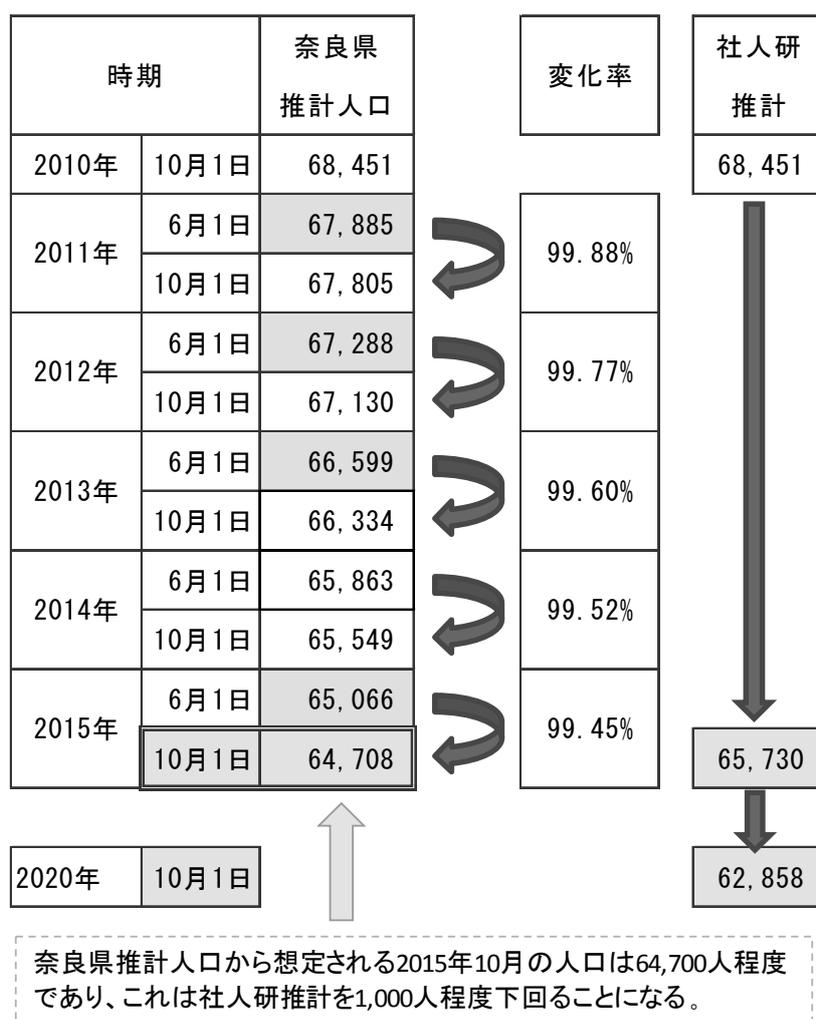 時期 奈良県 推計人口 変化率 社人研 推計
2010年 10月1日 68,451 68,451
2011年 6月1日 67,885 99.88%
10月1日 67,805
2012年 6月1日 67,288 99.77%
10月1日 67,130
2013年 6月1日 66,599 99.60%
10月1日 66,334
2014年 6月1日 65,863 99.52%
10月1日 65,549
2015年 6月1日 65,066 99.45%
10月1日 64,708 65,730
2020年 10月1日 62,858
奈良県推計人口から想定される2015年10月の人口は64,700人程度
であり、これは社人研推計を1,000人程度下回ることになる。